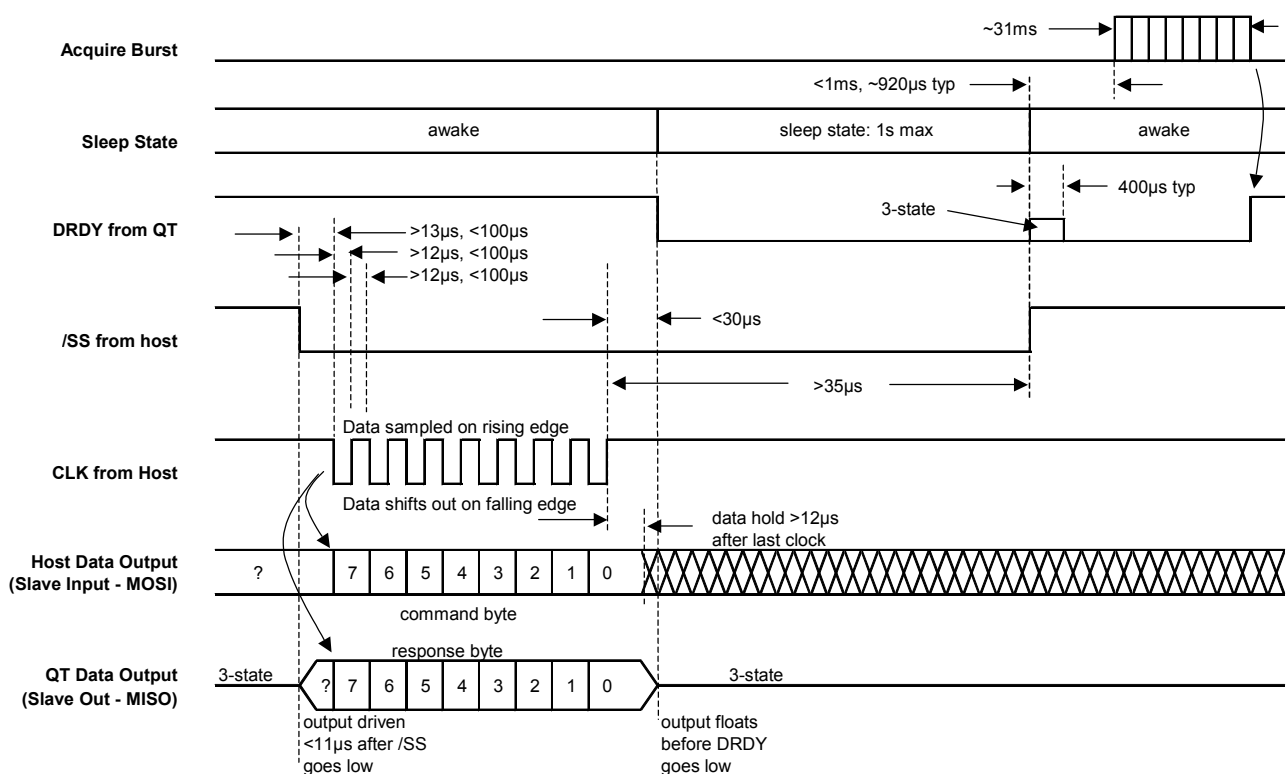 ~31ms
Acquire Burst
<1ms, ~920µs typ
awake
sleep state: 1s max
awake
Sleep State
400µs typ
3-state
DRDY from QT
>13µs, <100µs
>12µs, <100µs
>12µs, <100µs
<30µs
/SS from host
>35µs
Data sampled on rising edge
CLK from Host
Data shifts out on falling edge
data hold >12µs
after last clock
Host Data Output
(Slave Input - MOSI)
? 7 6 5 4 3 2 1 0
command byte
response byte
QT Data Output
(Slave Out - MISO)
3-state
? 7 6 5 4 3 2 1 0
3-state
output driven
<11µs after /SS
goes low
output floats
before DRDY
goes low